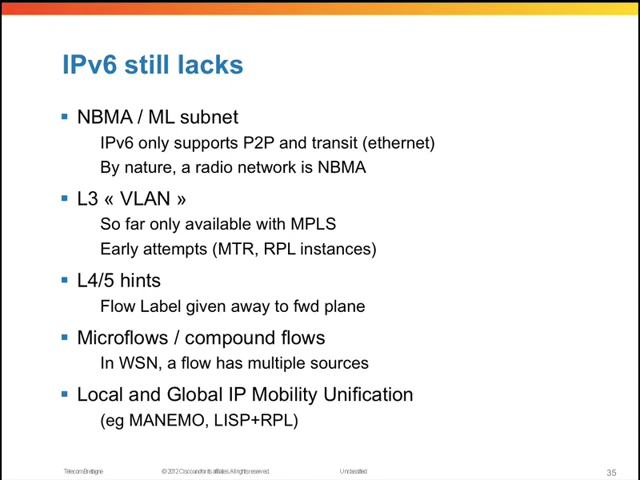 IPv6 still lacks
▪ NBMA / ML subnet
IPv6 only supports P2P and transit (ethernet)
By nature, a radio network is NBMA
▪ L3 « VLAN »
So far only available with MPLS
Early attempts (MTR, RPL instances)
▪ L4/5 hints
Flow Label given away to fwd plane
▪ Microflows / compound flows
In WSN, a flow has multiple sources
▪ Local and Global IP Mobility Unification
(eg MANEMO, LISP+RPL)
Telecom Bretagne © 2012 Cisco and/or its affiliates. All rights reserved. Unclassified 35